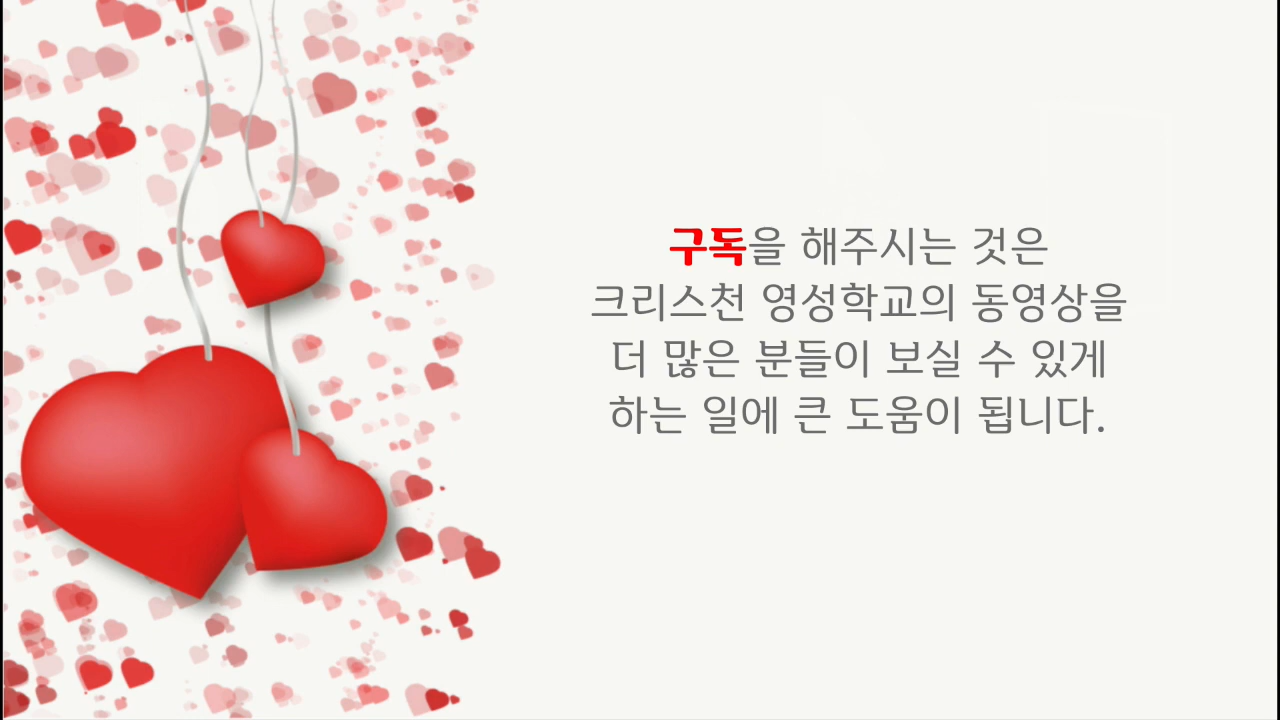 구독을 해주시는 것은
크리스천 영성학교의 동영상을
더 많은 분들이 보실 수 있게
하는 일에 큰 도움이 됩니다.